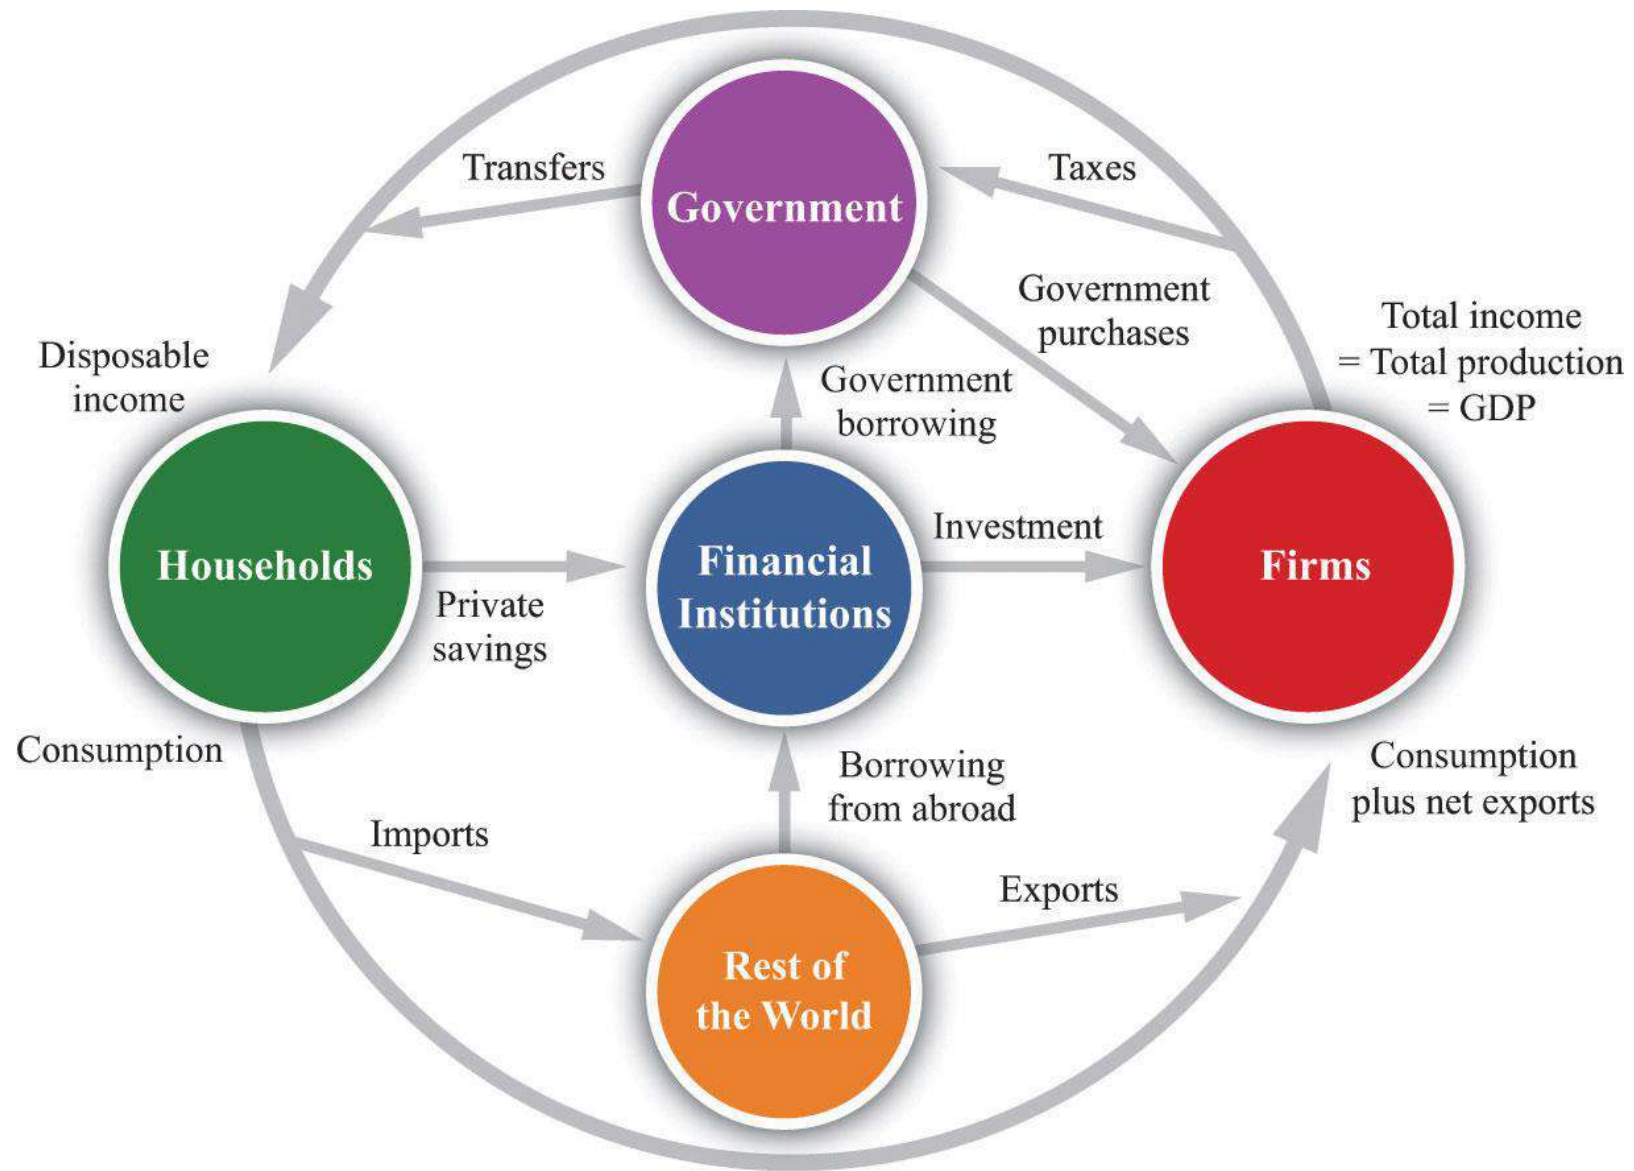 Transfers
Taxes
Government
Government
purchases
Total income
= Total production
= GDP
Disposable
income
Government
borrowing
Households
Financial
Institutions
Investment
Firms
Private
savings
Consumption
Borrowing
from abroad
Consumption
plus net exports
Imports
Exports
Rest of
the World